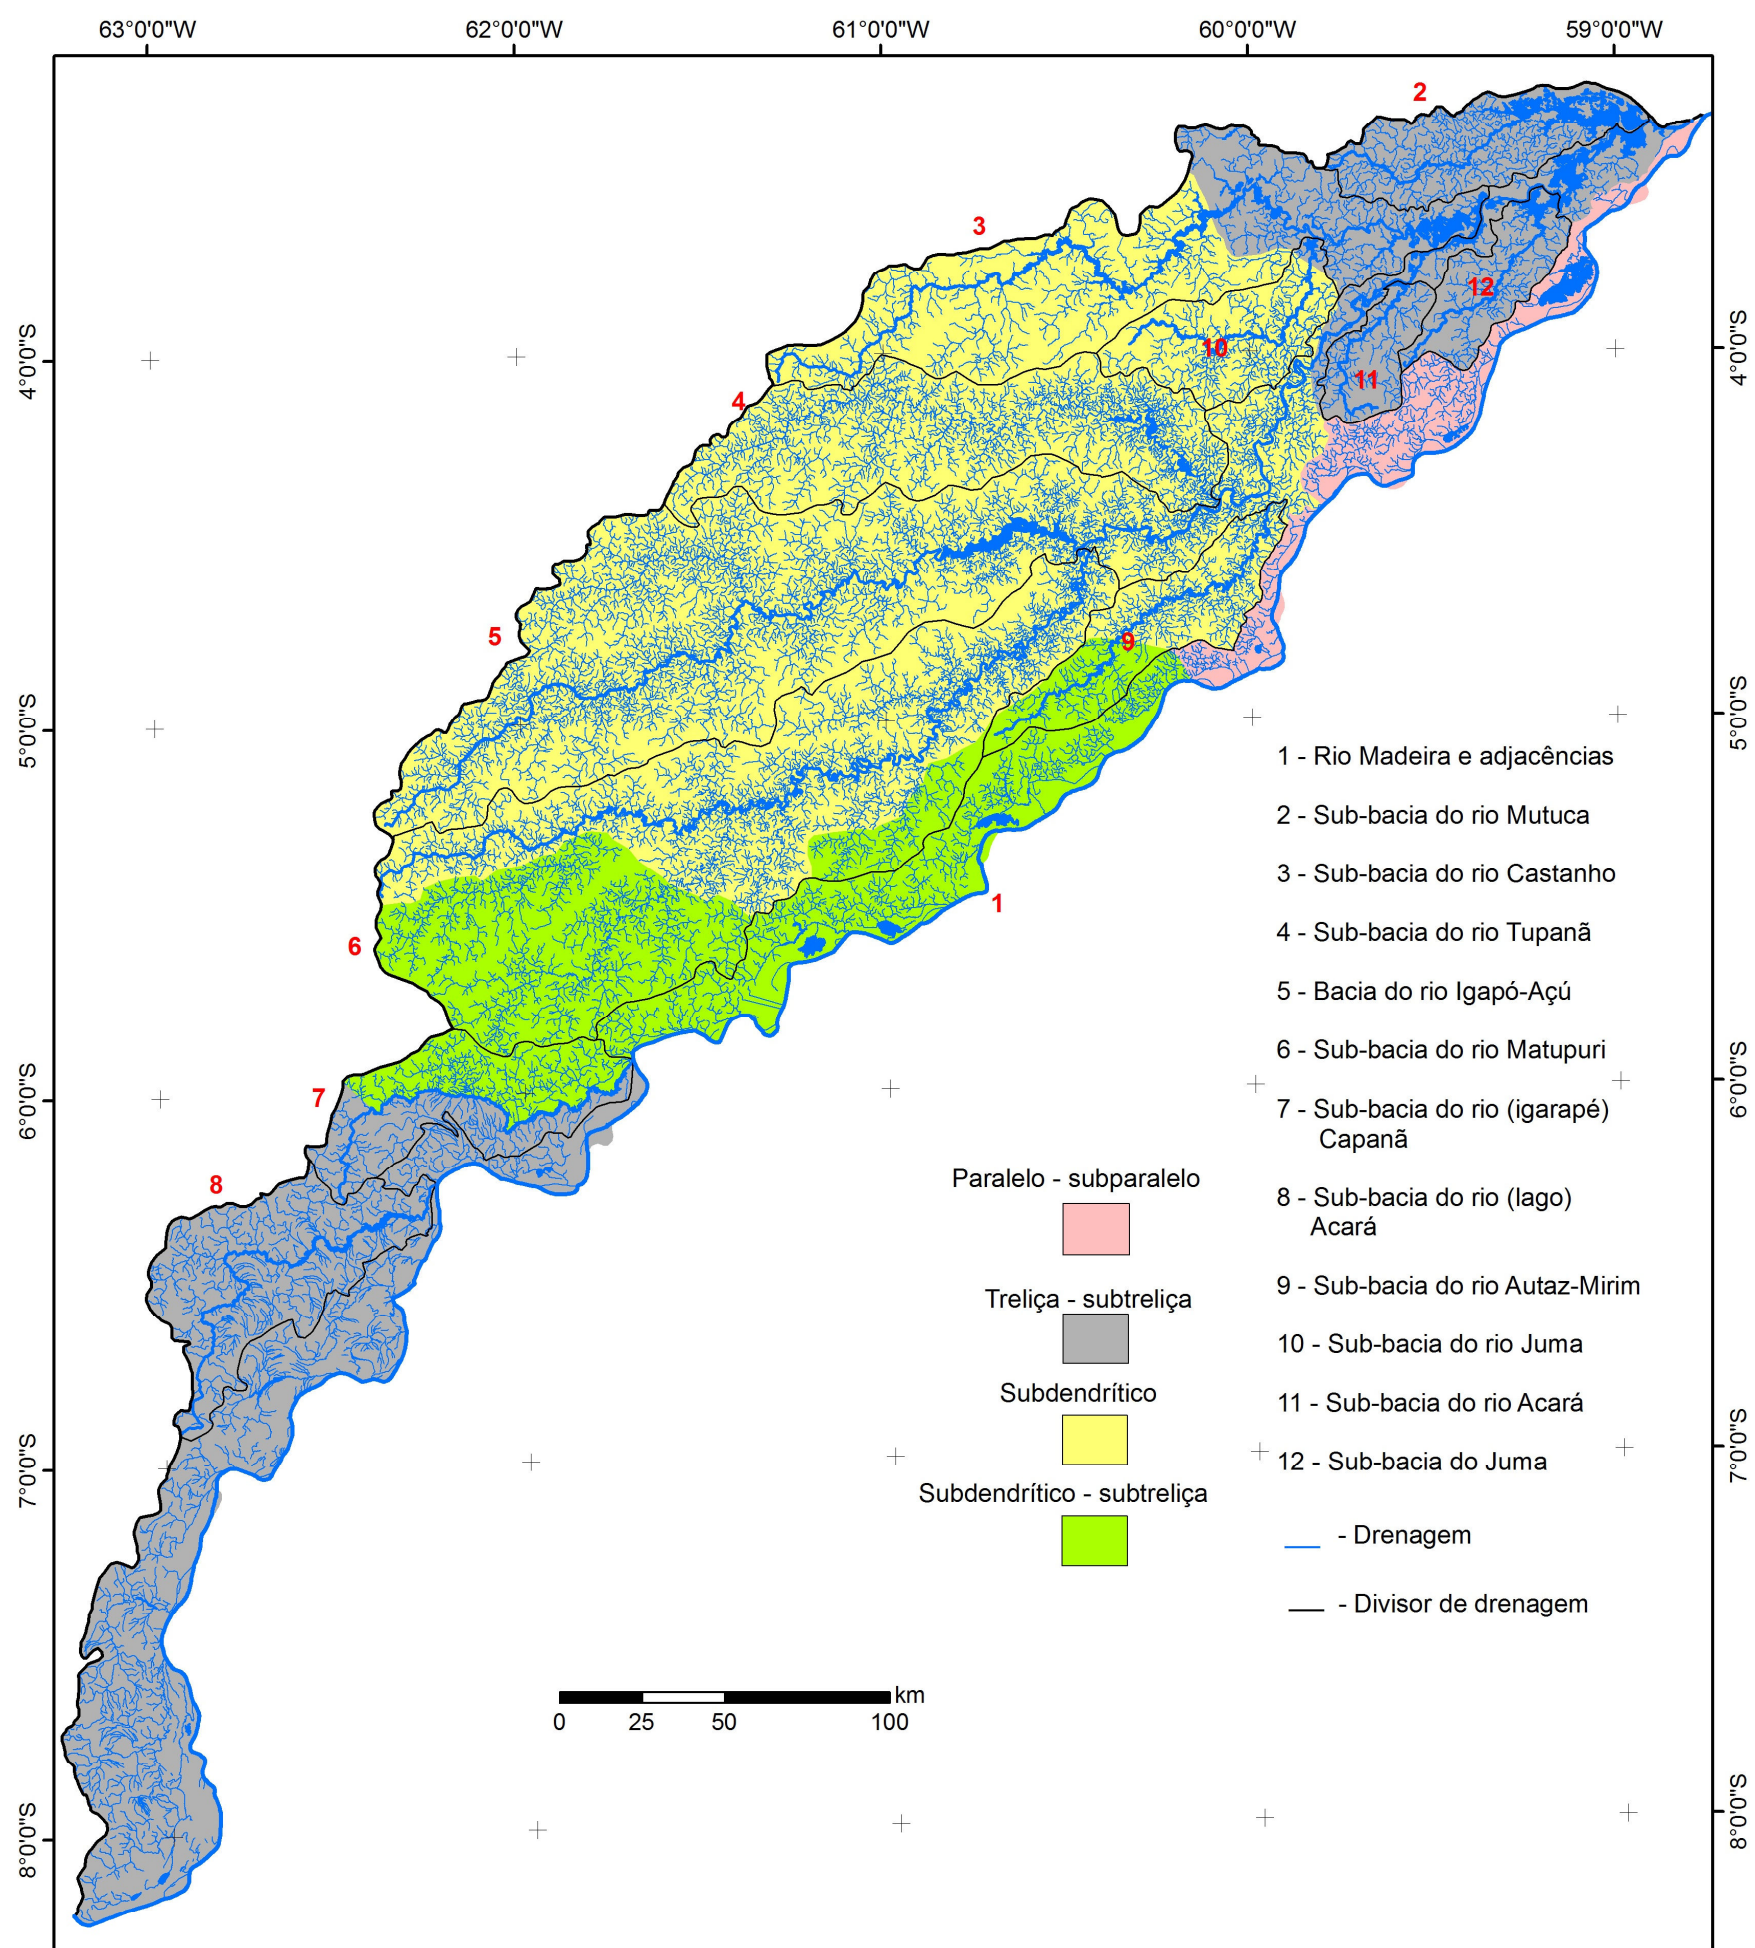 63°0'0"W 62°0'0"W 61°0'0"W 60°0'0"W 59°0'0"W
2
3
12
10
4°0'0"S
4°0'0"S
11
4
5
9
5°0'0"S
5°0'0"S
1
6
7
6°0'0"S
6°0'0"S
8
7°0'0"S
7°0'0"S
8°0'0"S
8°0'0"S
1 - Rio Madeira e adjacências
2 - Sub-bacia do rio Mutuca
3 - Sub-bacia do rio Castanho
4 - Sub-bacia do rio Tupanã
5 - Bacia do rio Igapó-Açú
6 - Sub-bacia do rio Matupuri
7 - Sub-bacia do rio (igarapé)
Capanã
8 - Sub-bacia do rio (lago)
Acará
9 - Sub-bacia do rio Autaz-Mirim
10 - Sub-bacia do rio Juma
11 - Sub-bacia do rio Acará
12 - Sub-bacia do Juma
- Drenagem
- Divisor de drenagem
Paralelo - subparalelo
Treliça - subtreliça
Subdendrítico
Subdendrítico - subtreliça
km
0 25 50 100